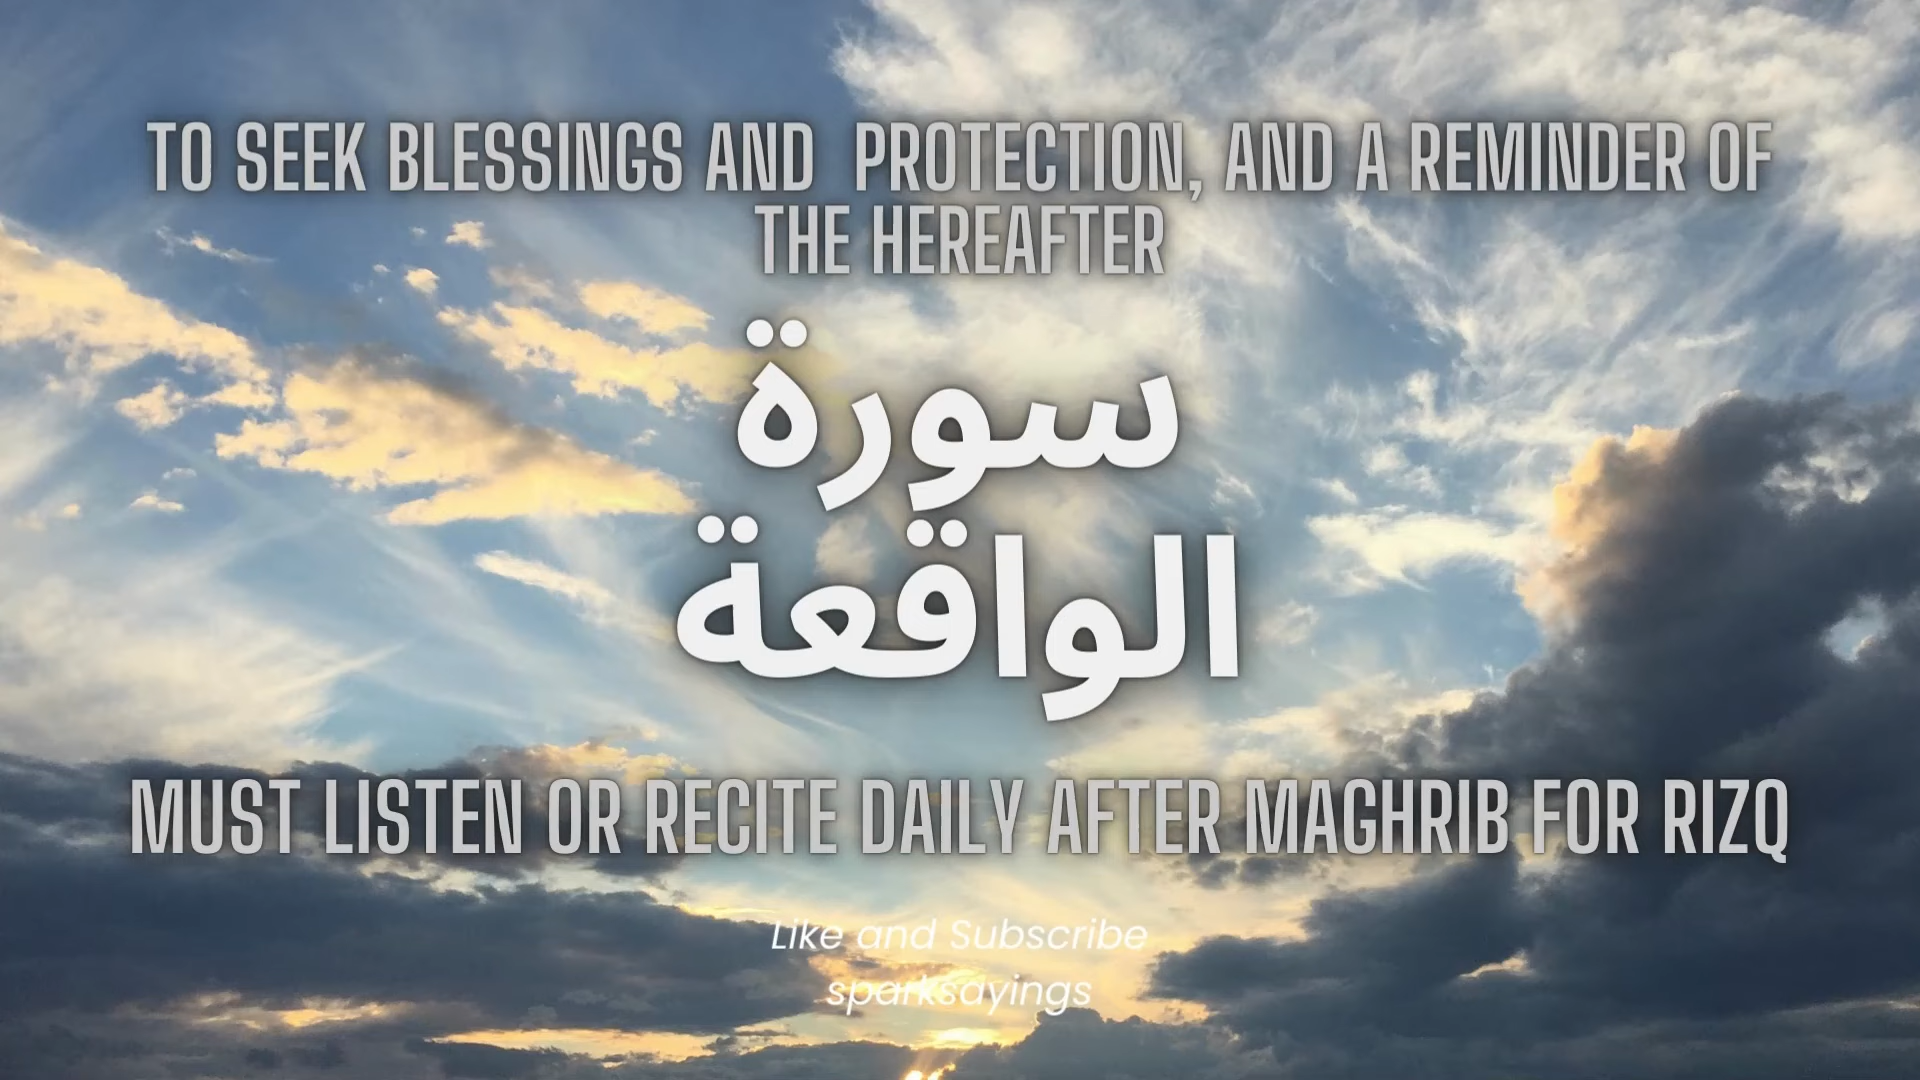 TO SEEK BLESSINGS AND PROTECTION, AND A REMINDER OF
THE HEREAFTER
سورة
الواقعة
MUST LISTEN OR RECITE DAILY AFTER MAGHRIB FOR RIZQ
Like and Subscribe
sparksayings